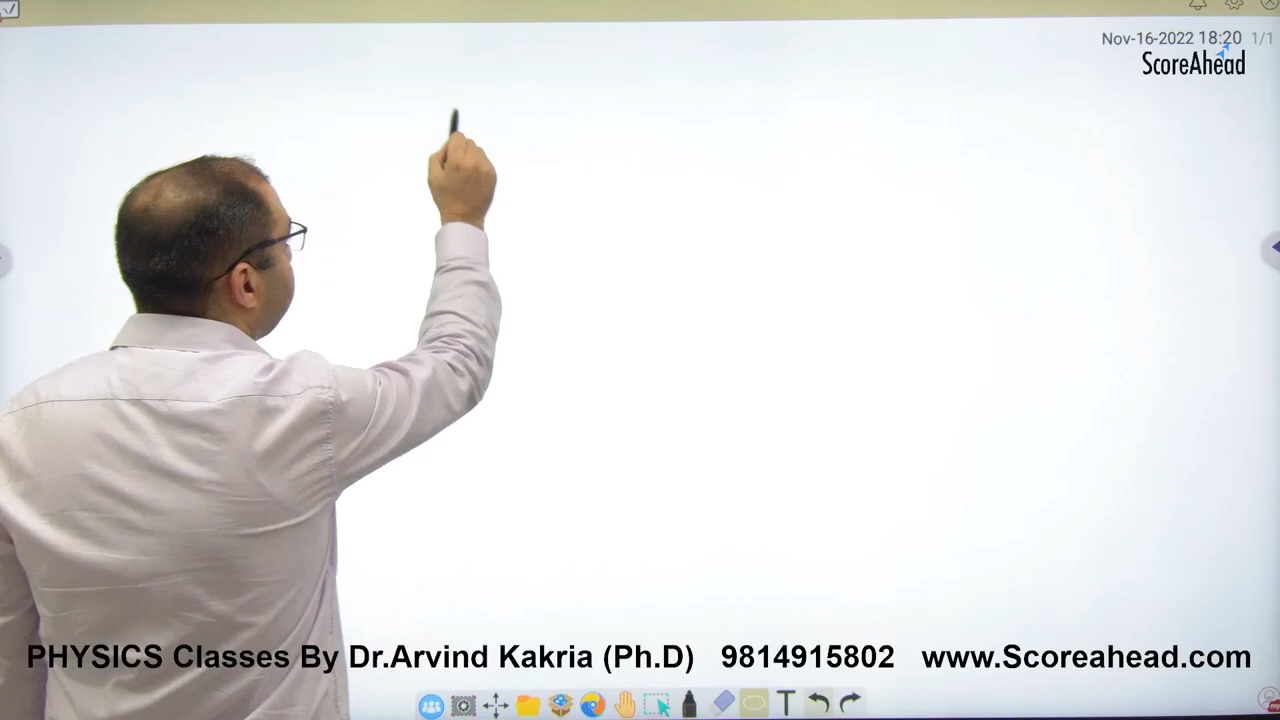 Nov-16-2022 18:20 1/1
ScoreAhead
PHYSICS Classes By Dr.Arvind Kakria (Ph.D) 9814915802 www.Scoreahead.com
T